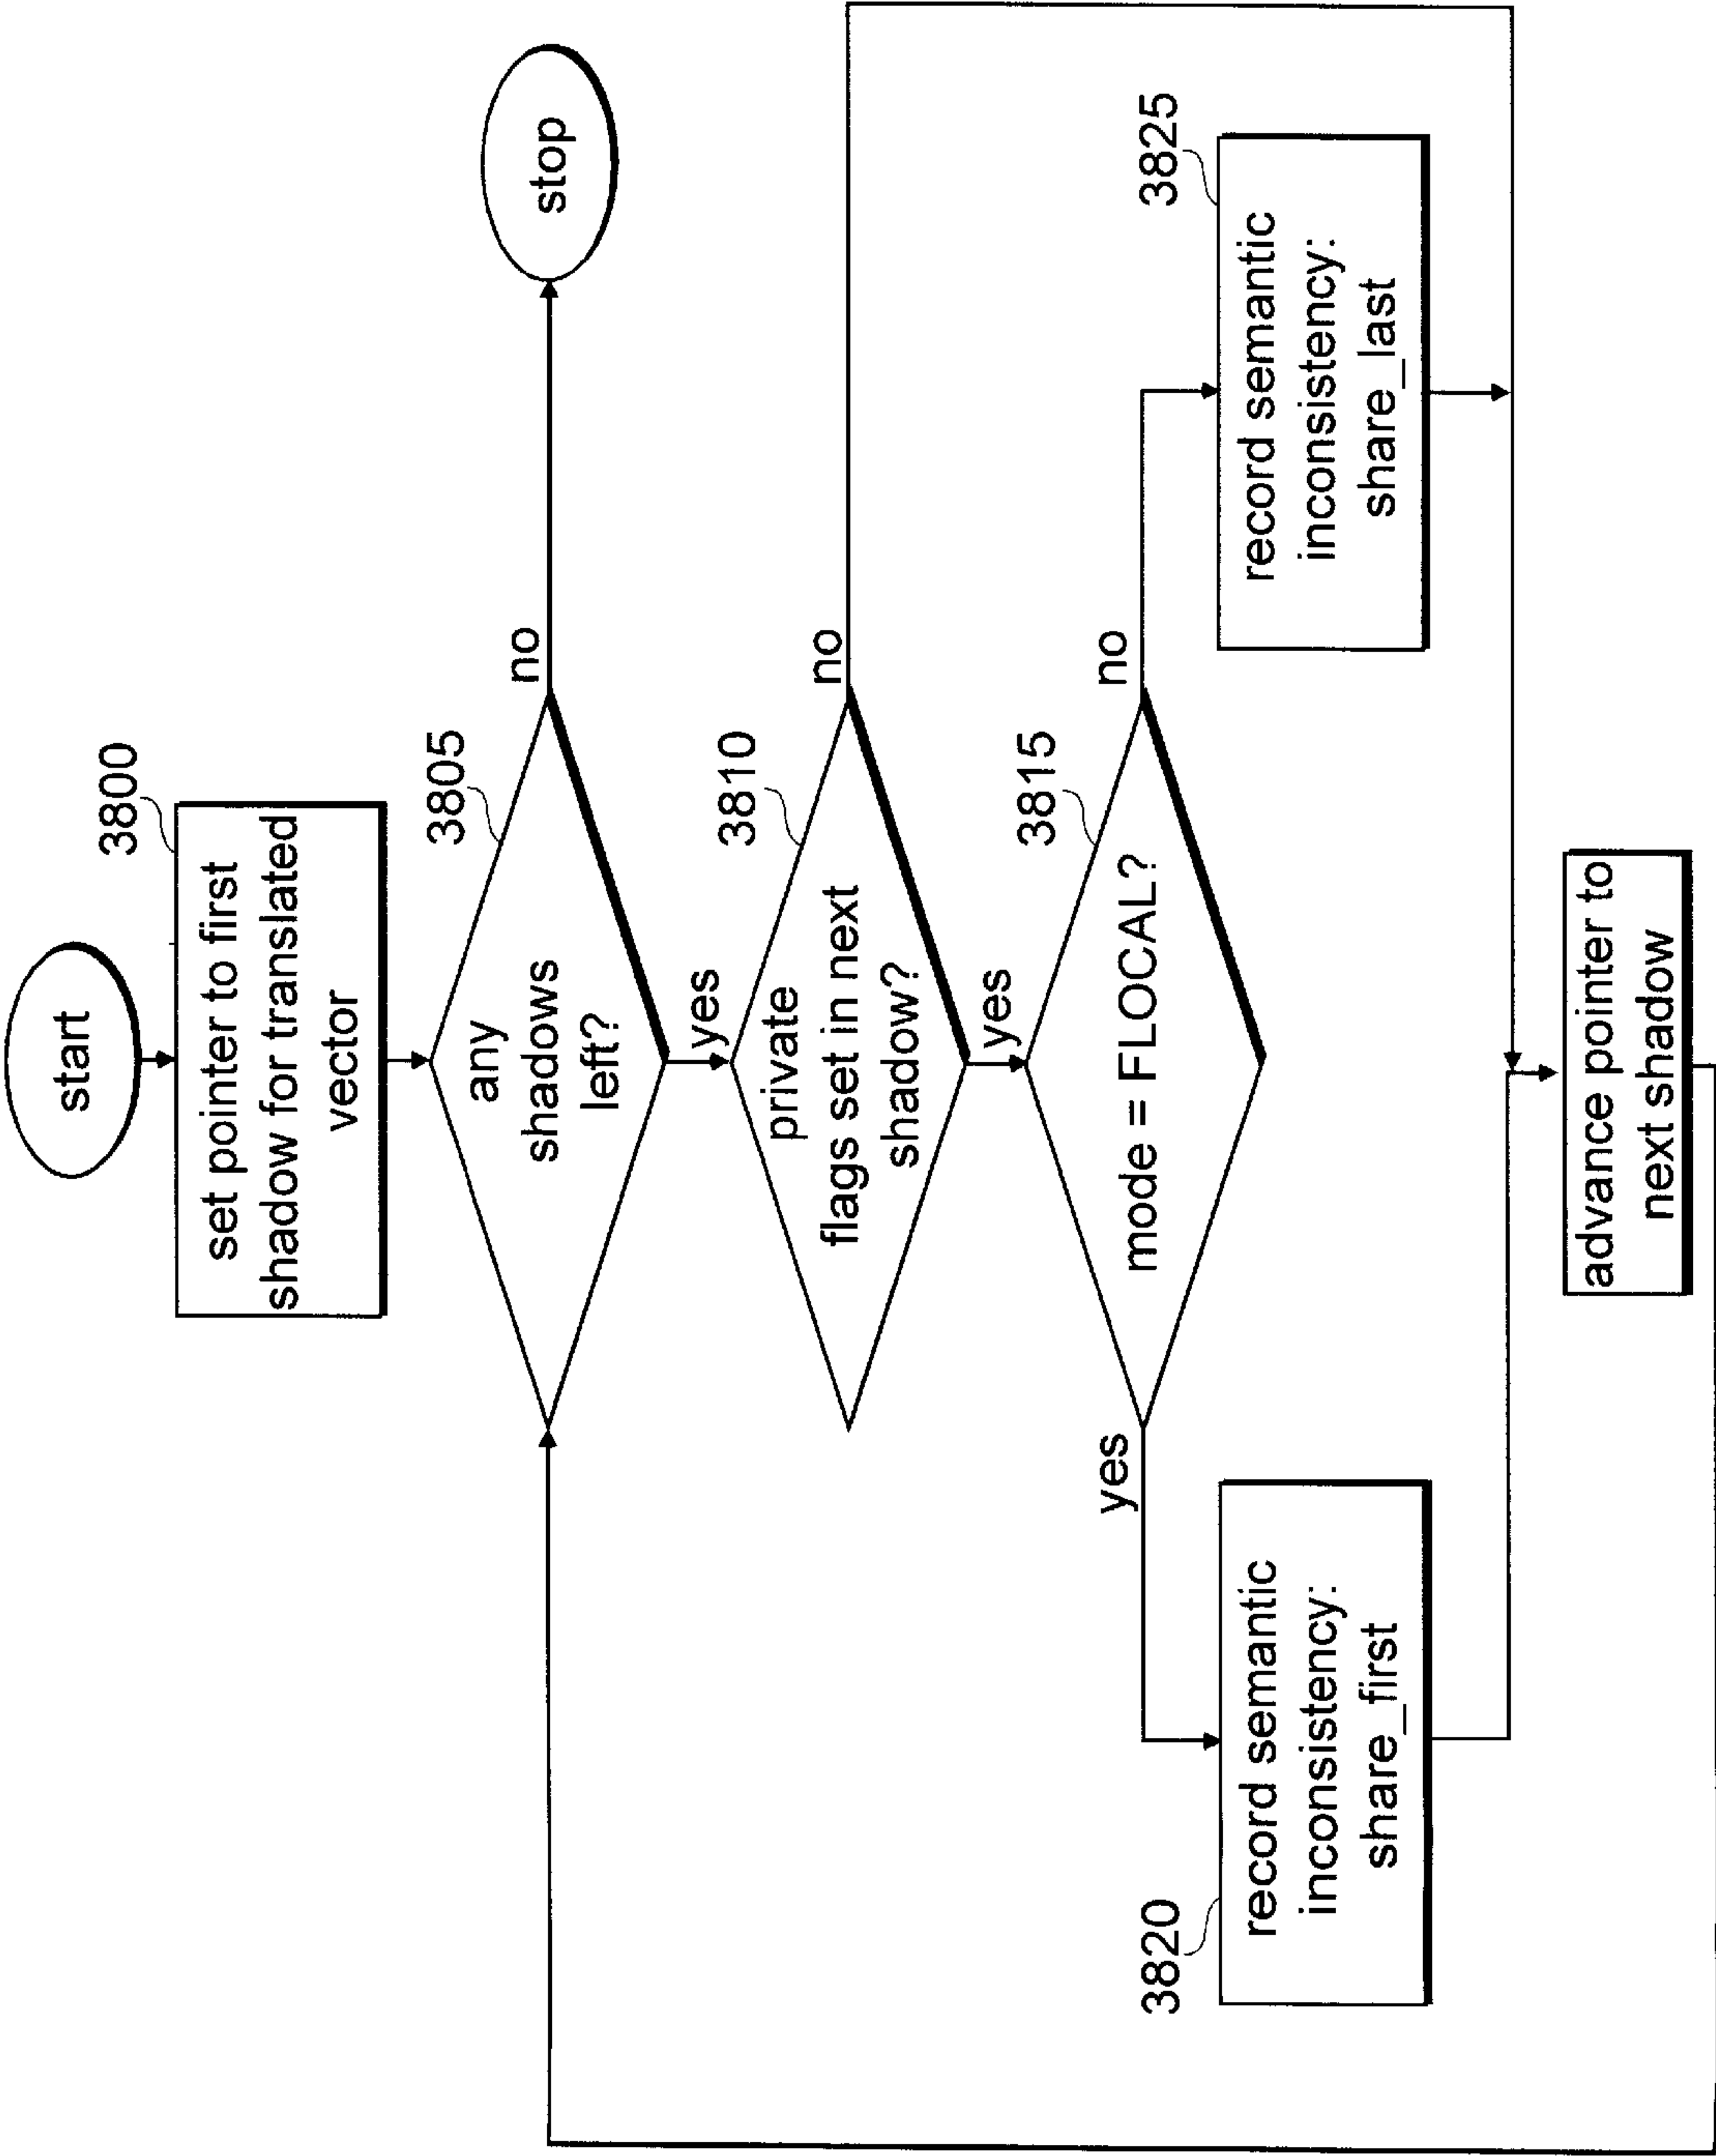 start
3800
set pointer to first
shadow for translated
vector
3805
any
shadows
left?
no
stop
yes
3810
private
flags set in next
shadow?
no
yes
3815
mode = FLOCAL?
yes
no
3820
record semantic
inconsistency:
share_first
3825
record semantic
inconsistency:
share_last
advance pointer to
next shadow